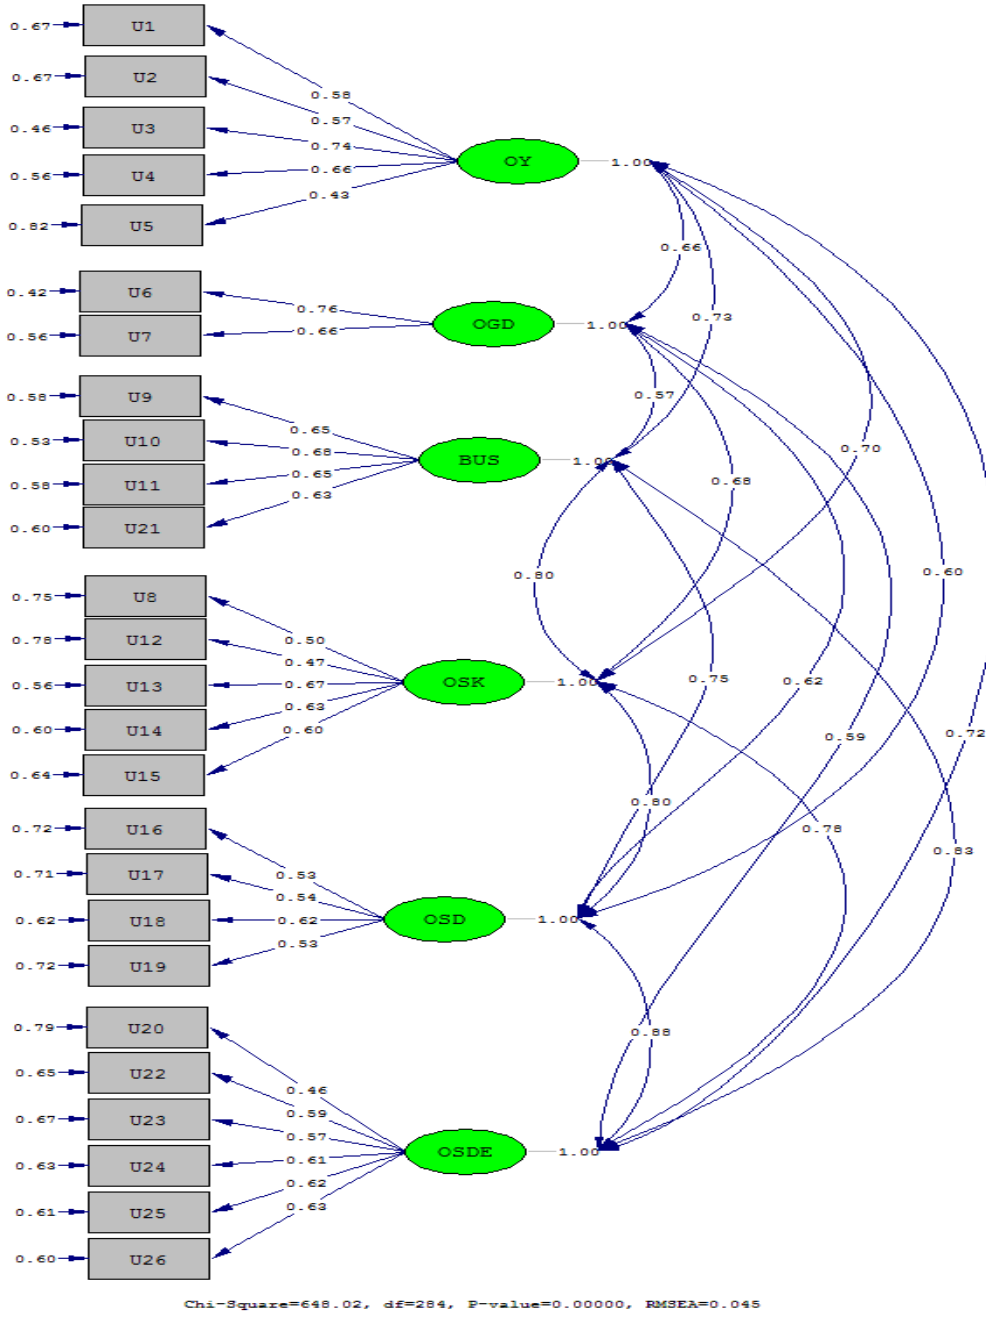 0.67 U1
0.67 U2
0.46 U3
0.56 U4
0.82 U5
0.58
0.57
0.74
0.66
0.43
OY 1.00
0.42 U6
0.56 U7
0.76
0.66
OGD 1.00
0.58 U9
0.53 U10
0.58 U11
0.60 U21
0.65
0.68
0.65
0.63
BUS 1.00
0.75 U8
0.78 U12
0.56 U13
0.60 U14
0.64 U15
0.50
0.47
0.67
0.63
0.60
OSK 1.00
0.72 U16
0.71 U17
0.62 U18
0.72 U19
0.53
0.54
0.62
0.53
OSD 1.00
0.79 U20
0.65 U22
0.67 U23
0.63 U24
0.61 U25
0.60 U26
0.46
0.59
0.57
0.61
0.62
0.63
OSDE 1.00
0.66
0.73
0.57
0.70
0.68
0.80
0.60
0.75
0.62
0.72
0.59
0.80
0.78
0.83
0.88
Chi-Square=648.02, df=284, P-value=0.00000, RMSEA=0.045